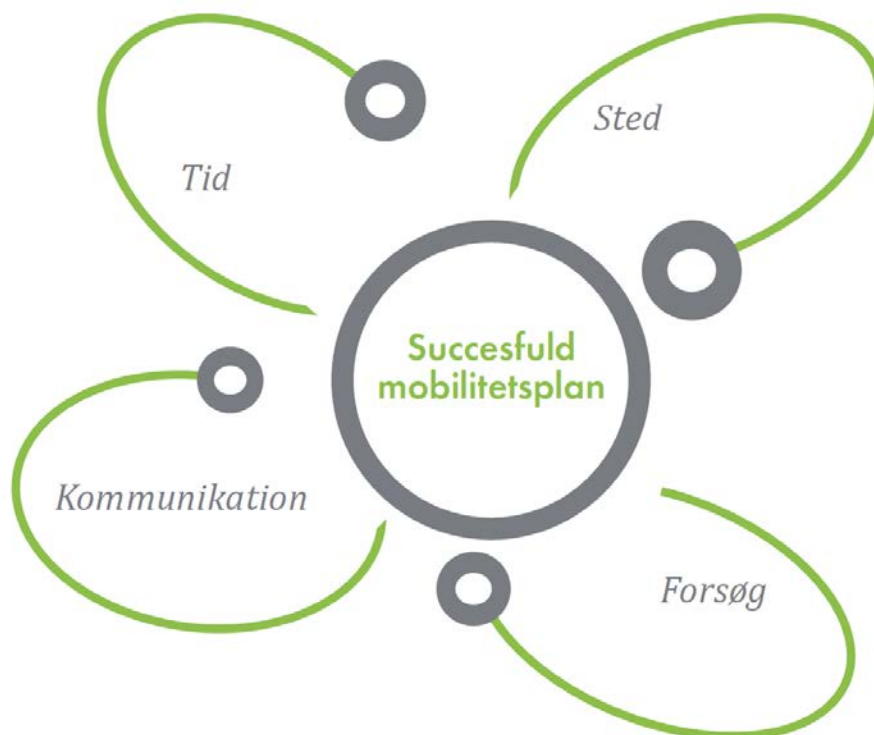 Sted
Tid
Succesfuld
mobilitetsplan
Kommunikation
Forsøg